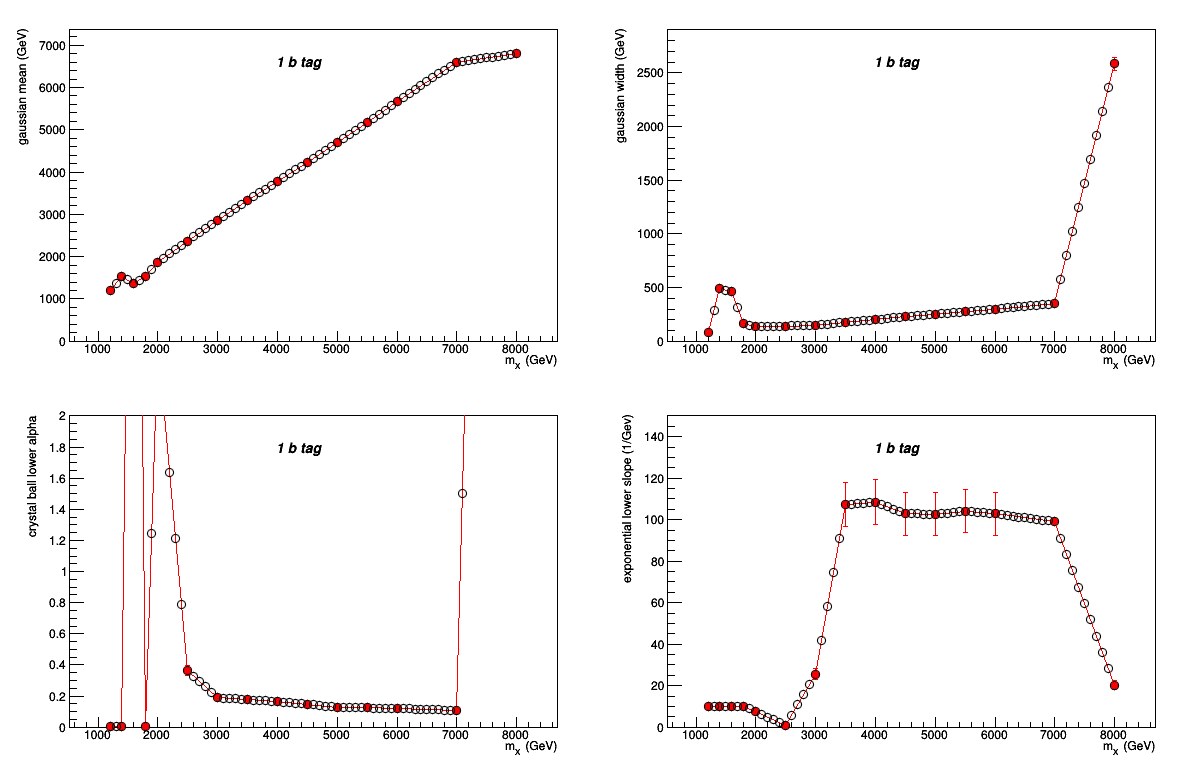 gaussian mean (GeV)
1 b tag
7000
6000
5000
4000
3000
2000
1000
0
1000 2000 3000 4000 5000 6000 7000 8000
m_x (GeV)
gaussian width (GeV)
1 b tag
2500
2000
1500
1000
500
0
1000 2000 3000 4000 5000 6000 7000 8000
m_x (GeV)
crystal ball lower alpha
1 b tag
2
1.8
1.6
1.4
1.2
1
0.8
0.6
0.4
0.2
0
1000 2000 3000 4000 5000 6000 7000 8000
m_x (GeV)
exponential lower slope (1/Gev)
1 b tag
140
120
100
80
60
40
20
0
1000 2000 3000 4000 5000 6000 7000 8000
m_x (GeV)